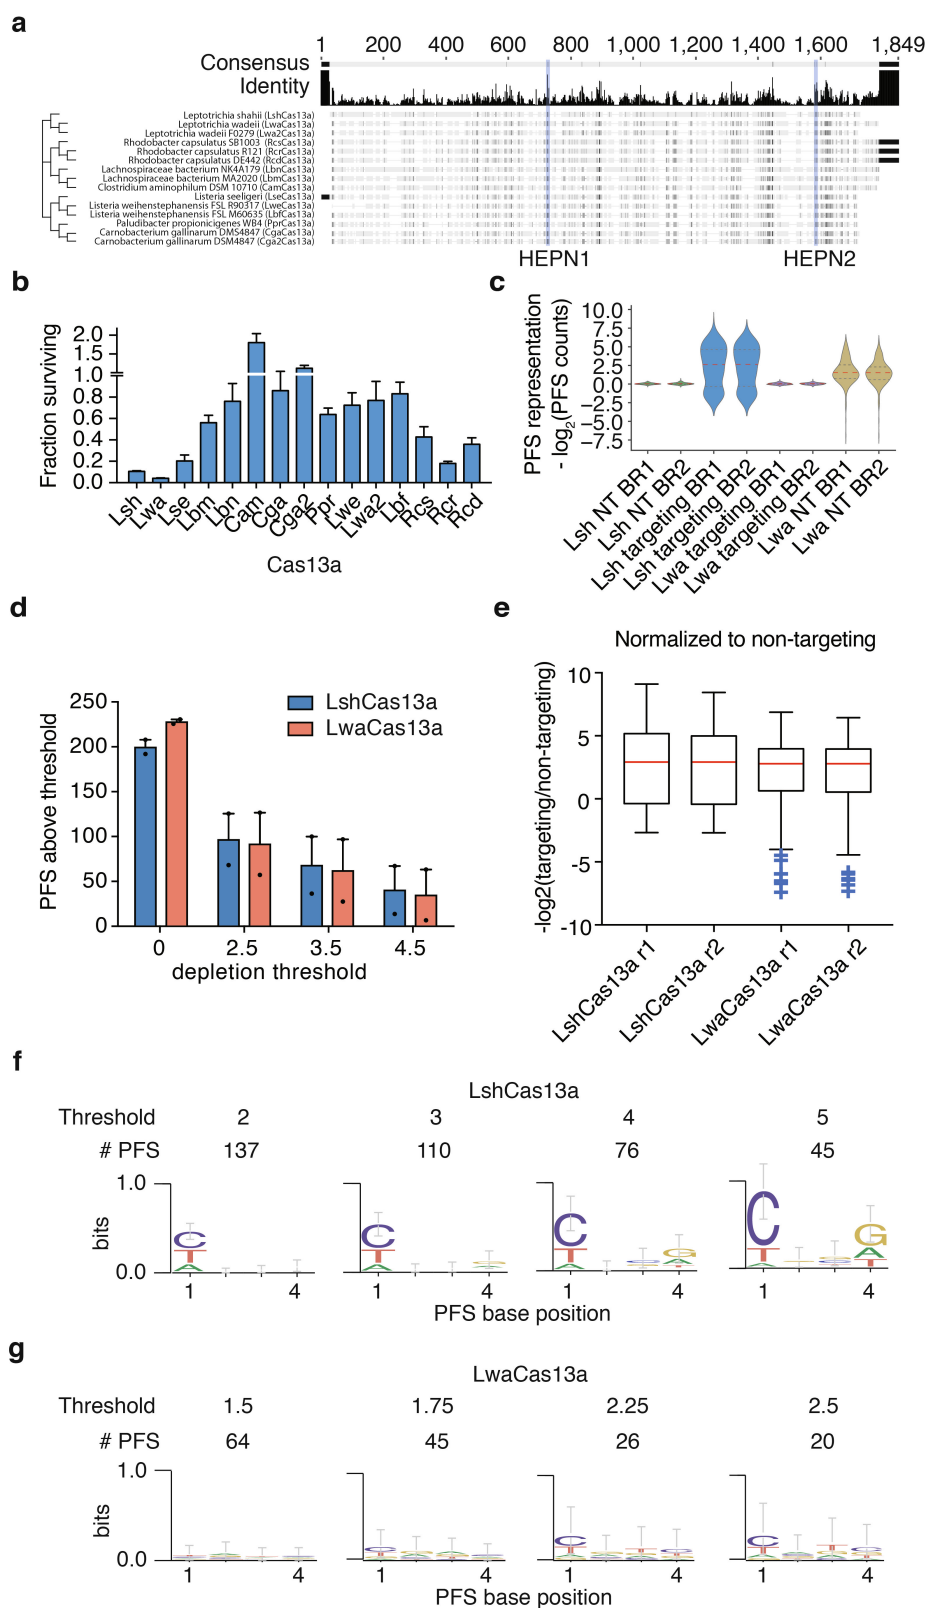 a
1 200 400 600 800 1,000 1,200 1,400 1,600 1,849
Consensus
Identity
Leptotrichia shahii (LshCas13a)
Leptotrichia wadeii (LwaCas13a)
Leptotrichia wadeii F0279 (Lwa2Cas13a)
Rhodobacter capsulatus SB1003 (RcsCas13a)
Rhodobacter capsulatus R121 (RcrCas13a)
Rhodobacter capsulatus DE442 (RcdCas13a)
Lachnospiraceae bacterium NK4A179 (LbnCas13a)
Lachnospiraceae bacterium MA2020 (LbmCas13a)
Clostridium aminophilum DSM 10710 (CamCas13a)
Listeria seeligeri (LseCas13a)
Listeria weihenstephanensis FSL R90317 (LweCas13a)
Listeria weihenstephanensis FSL M60635 (LbfCas13a)
Paludibacter propionicigenes WB4 (PprCas13a)
Carnobacterium gallinarum DMS4847 (CgaCas13a)
Carnobacterium gallinarum DSM4847 (Cga2Cas13a)
HEPN1 HEPN2
b
Fraction surviving
2.0
1.5
1.0
0.8
0.6
0.4
0.2
0.0
Lsh Lwa Lse Lbm Lbn Cam Cga Cga2 Ppr Lwe Lwa2 Lbf Rcs Rcr Rcd
Cas13a
c
PFS representation
- log2(PFS counts)
10.0
7.5
5.0
2.5
0.0
−2.5
−5.0
−7.5
Lsh NT BR1
Lsh NT BR2
Lsh targeting BR1
Lsh targeting BR2
Lwa targeting BR1
Lwa targeting BR2
Lwa NT BR1
Lwa NT BR2
d
PFS above threshold
250
200
150
100
50
0
LshCas13a
LwaCas13a
0 2.5 3.5 4.5
depletion threshold
e
Normalized to non-targeting
-log2(targeting/non-targeting)
10
5
0
-5
-10
LshCas13a r1
LshCas13a r2
LwaCas13a r1
LwaCas13a r2
f
LshCas13a
Threshold 2 3 4 5
# PFS 137 110 76 45
bits
1.0
0.0
1 4 1 4 1 4 1 4
PFS base position
g
LwaCas13a
Threshold 1.5 1.75 2.25 2.5
# PFS 64 45 26 20
bits
1.0
0.0
1 4 1 4 1 4 1 4
PFS base position